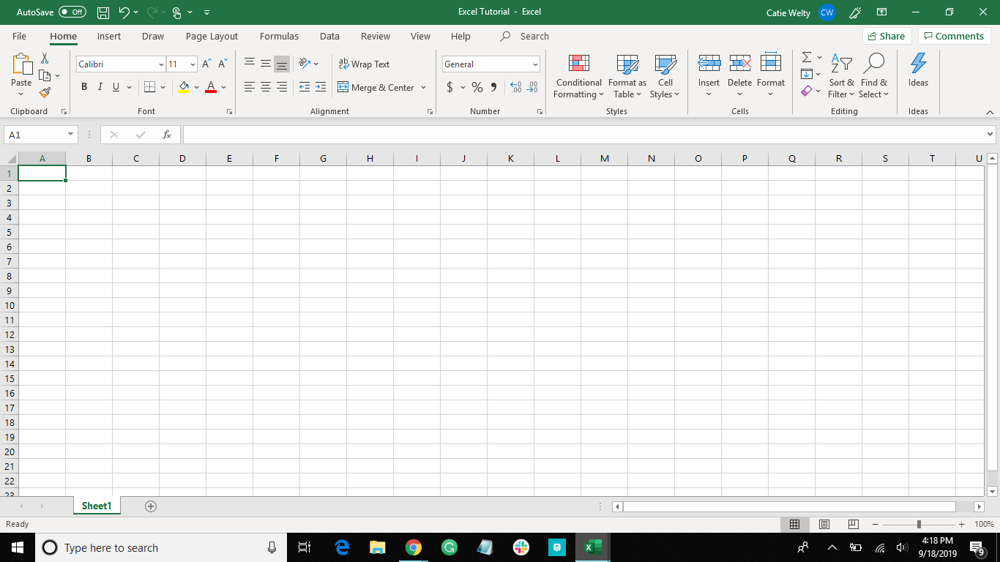 AutoSave Off Excel Tutorial - Excel Catie Welty CW
File Home Insert Draw Page Layout Formulas Data Review View Help Search Share Comments
Calibri 11 A A ab Wrap Text General
Paste B I U A Merge & Center $ % , .00 .00
Conditional Formatting
Format as Table
Cell Styles
Insert Delete Format
Σ
Sort & Filter
Find & Select
Ideas
Clipboard Font Alignment Number Styles Cells Editing Ideas
A1 fx
A B C D E F G H I J K L M N O P Q R S T U
1
2
3
4
5
6
7
8
9
10
11
12
13
14
15
16
17
18
19
20
21
22
23
Sheet1
Ready 100%
Type here to search 4:18 PM
9/18/2019 9